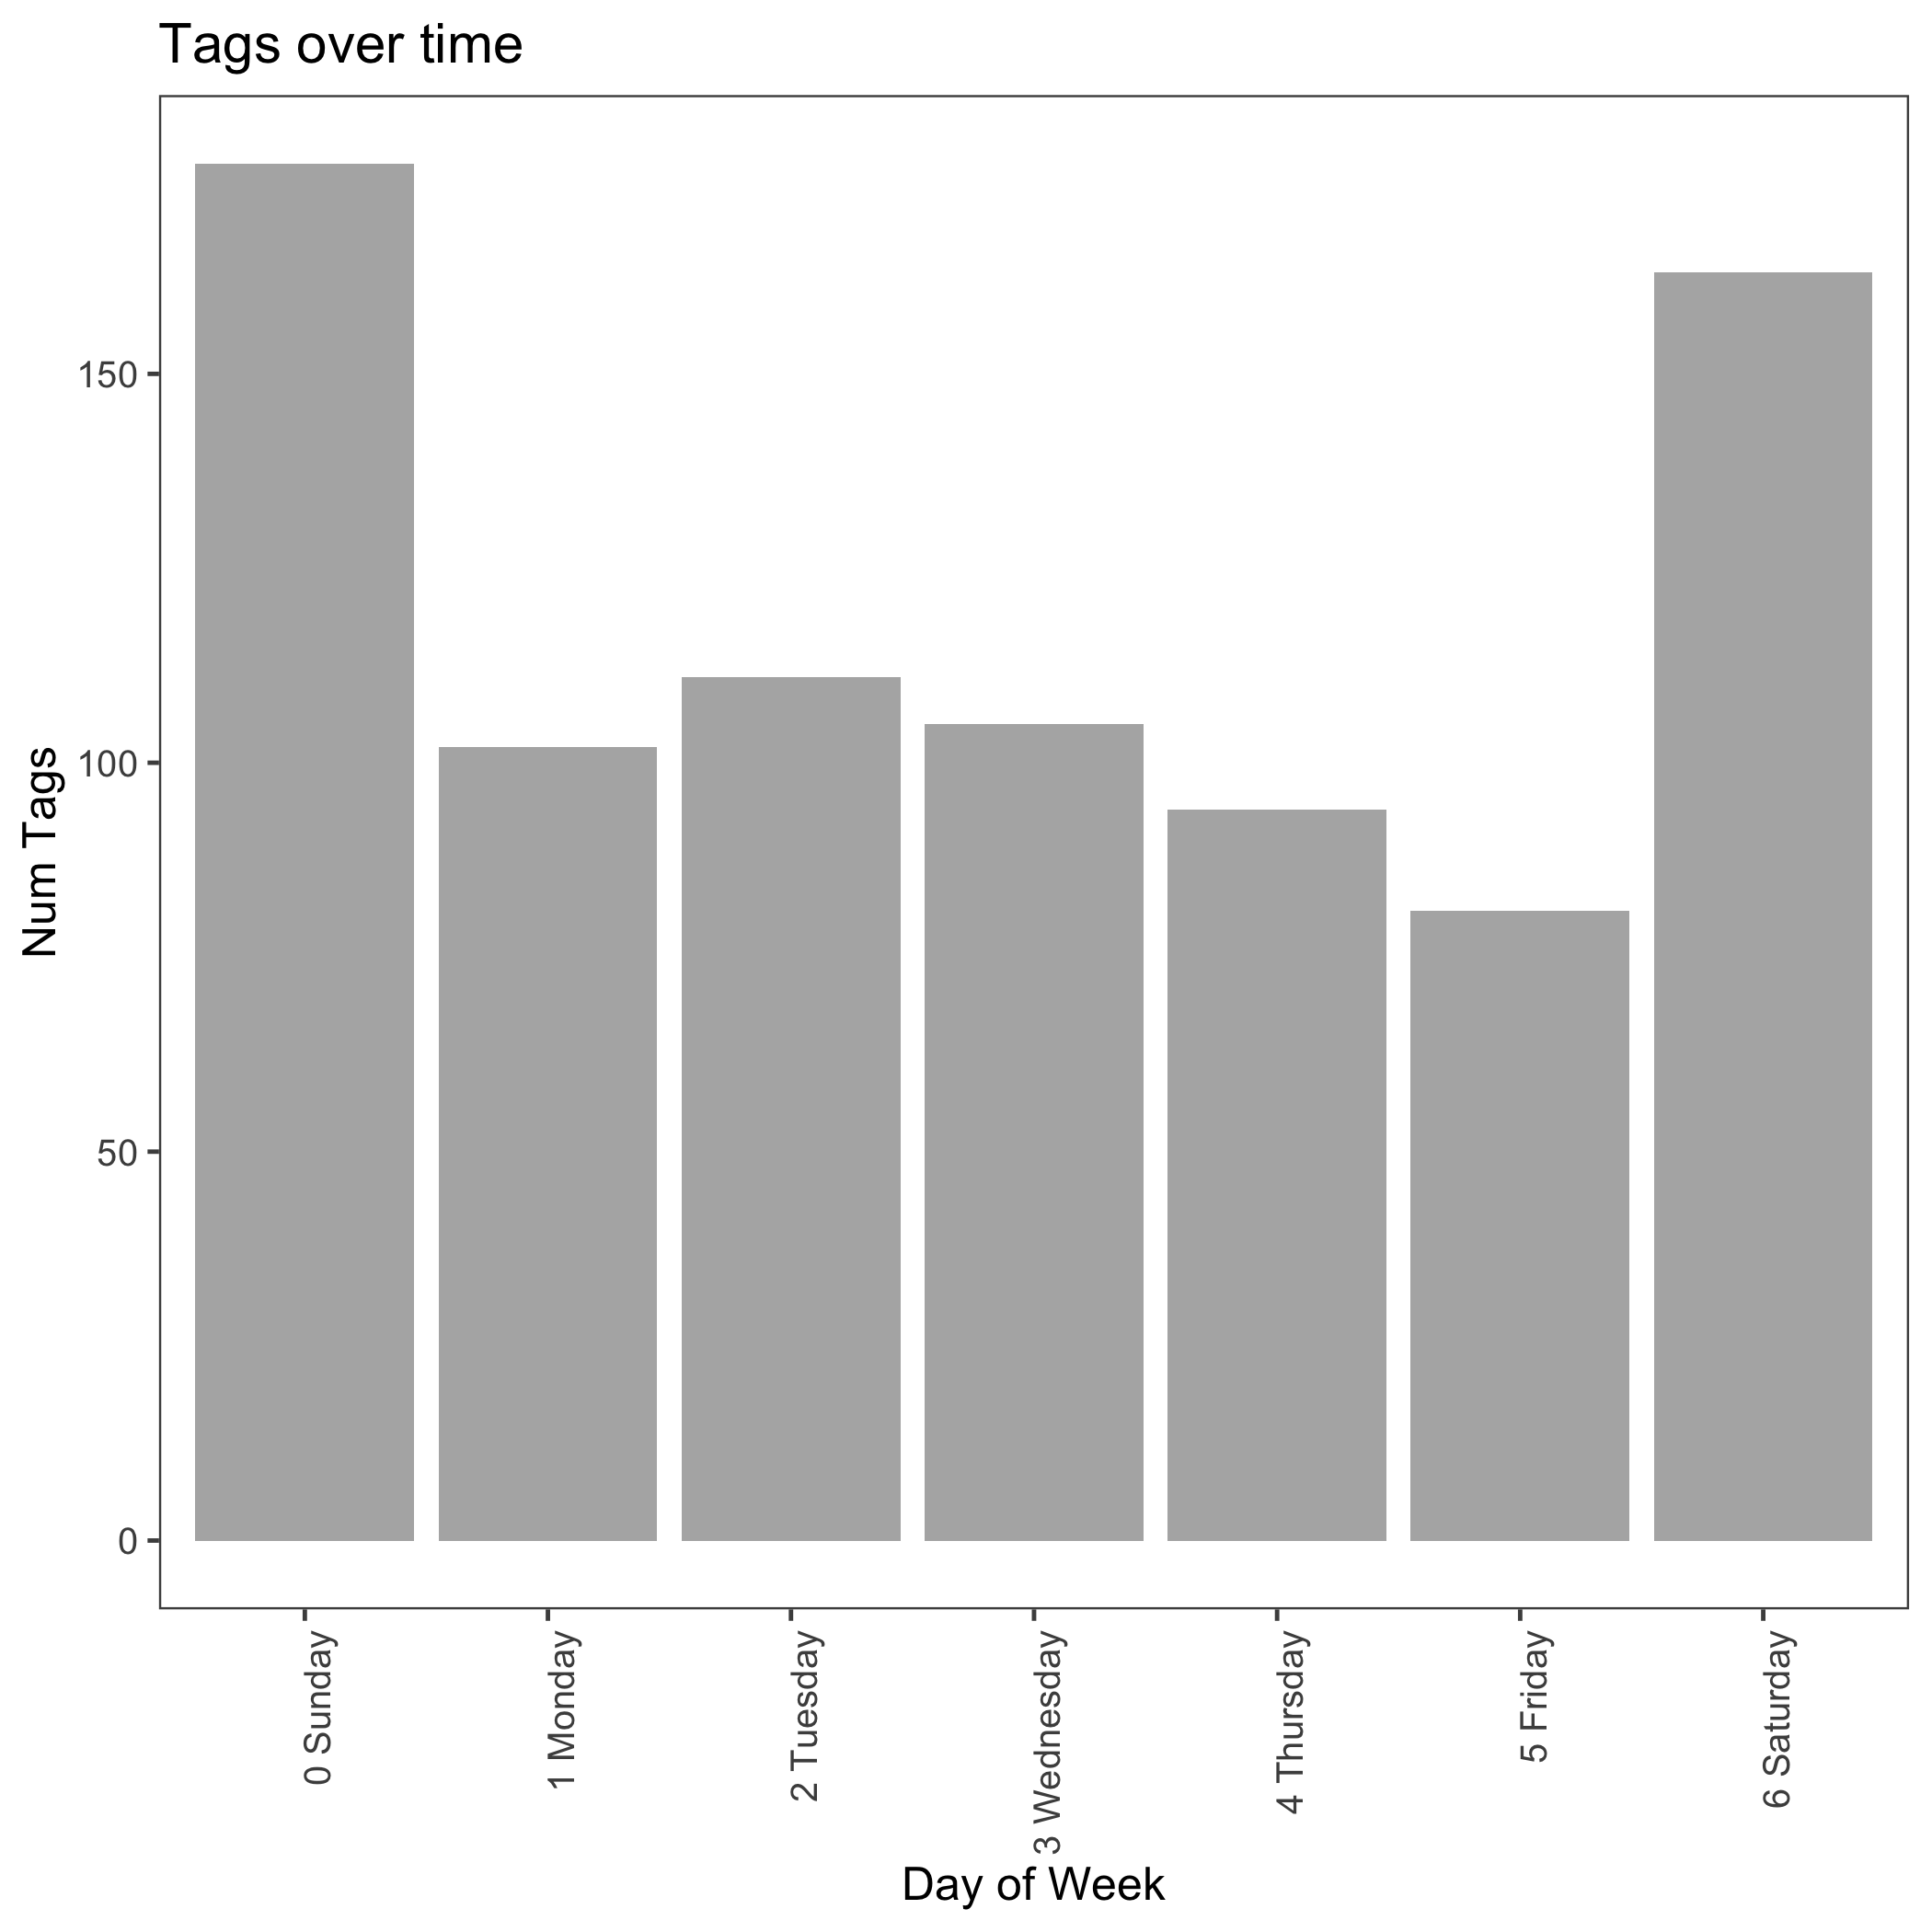 Tags over time
Num Tags
150
100
50
0
0 Sunday
1 Monday
2 Tuesday
3 Wednesday
4 Thursday
5 Friday
6 Saturday
Day of Week